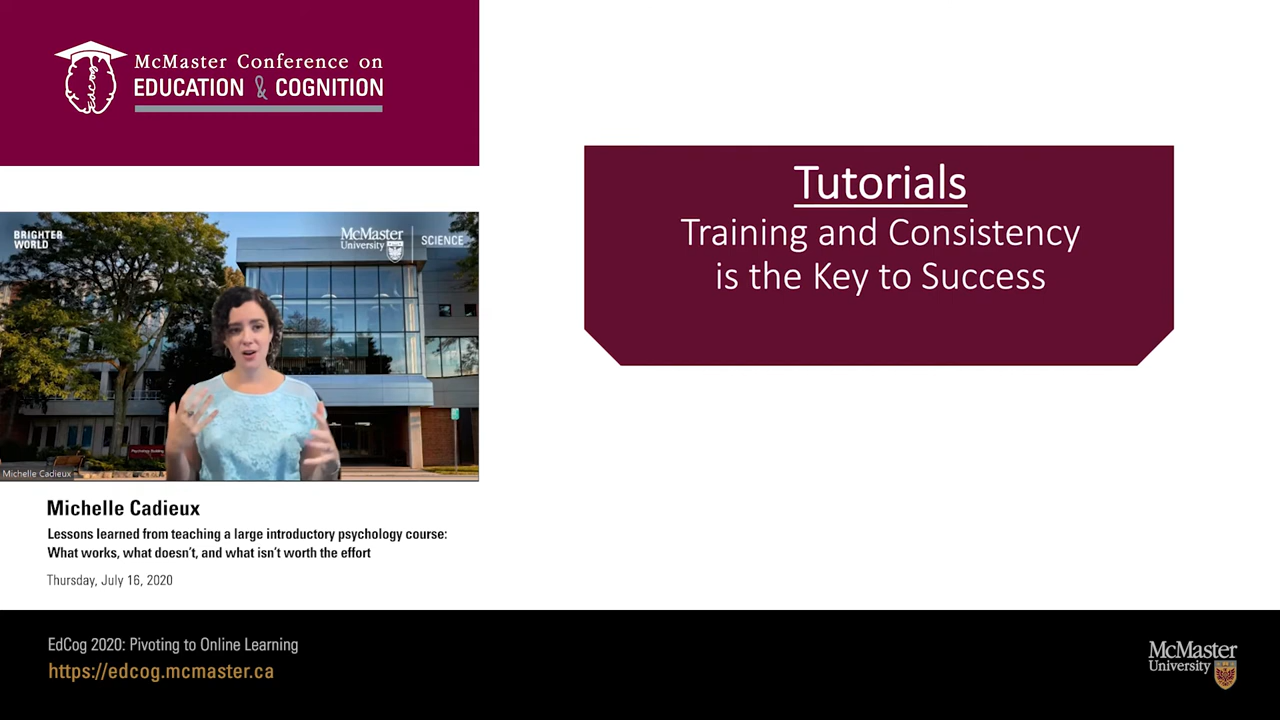 McMaster Conference on
EDUCATION & COGNITION
EdCog
BRIGHTER
WORLD
McMaster
University
SCIENCE
Psychology Building
Michelle Cadieux
Michelle Cadieux
Lessons learned from teaching a large introductory psychology course:
What works, what doesn't, and what isn't worth the effort
Thursday, July 16, 2020
Tutorials
Training and Consistency
is the Key to Success
EdCog 2020: Pivoting to Online Learning
https://edcog.mcmaster.ca
McMaster
University